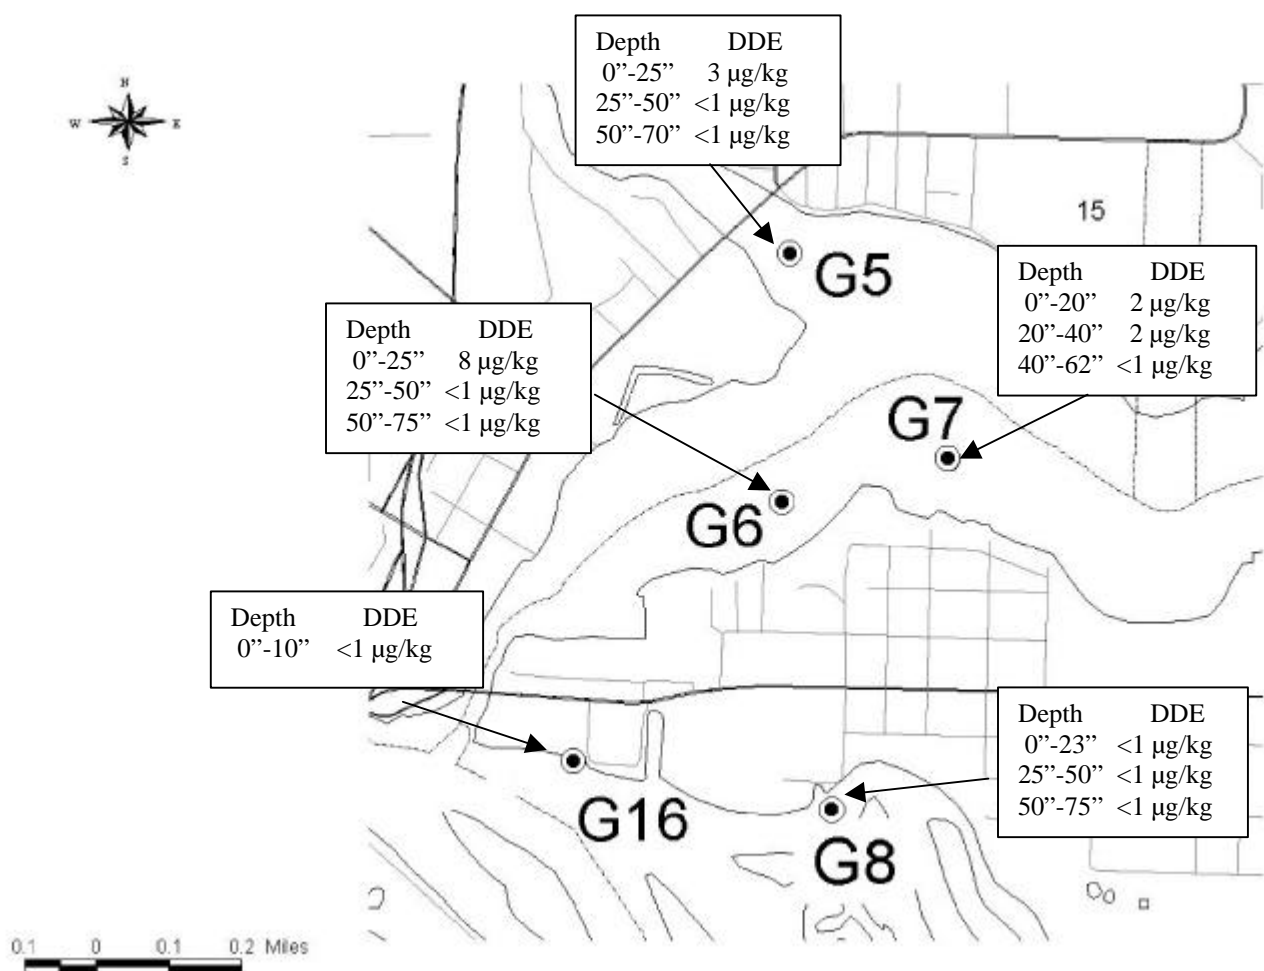 Depth DDE
0”-25” 3 µg/kg
25”-50” <1 µg/kg
50”-70” <1 µg/kg
N
W E
S
15
G5
Depth DDE
0”-20” 2 µg/kg
20”-40” 2 µg/kg
40”-62” <1 µg/kg
Depth DDE
0”-25” 8 µg/kg
25”-50” <1 µg/kg
50”-75” <1 µg/kg
G7
G6
Depth DDE
0”-10” <1 µg/kg
Depth DDE
0”-23” <1 µg/kg
25”-50” <1 µg/kg
50”-75” <1 µg/kg
G16
G8
0.1 0 0.1 0.2 Miles